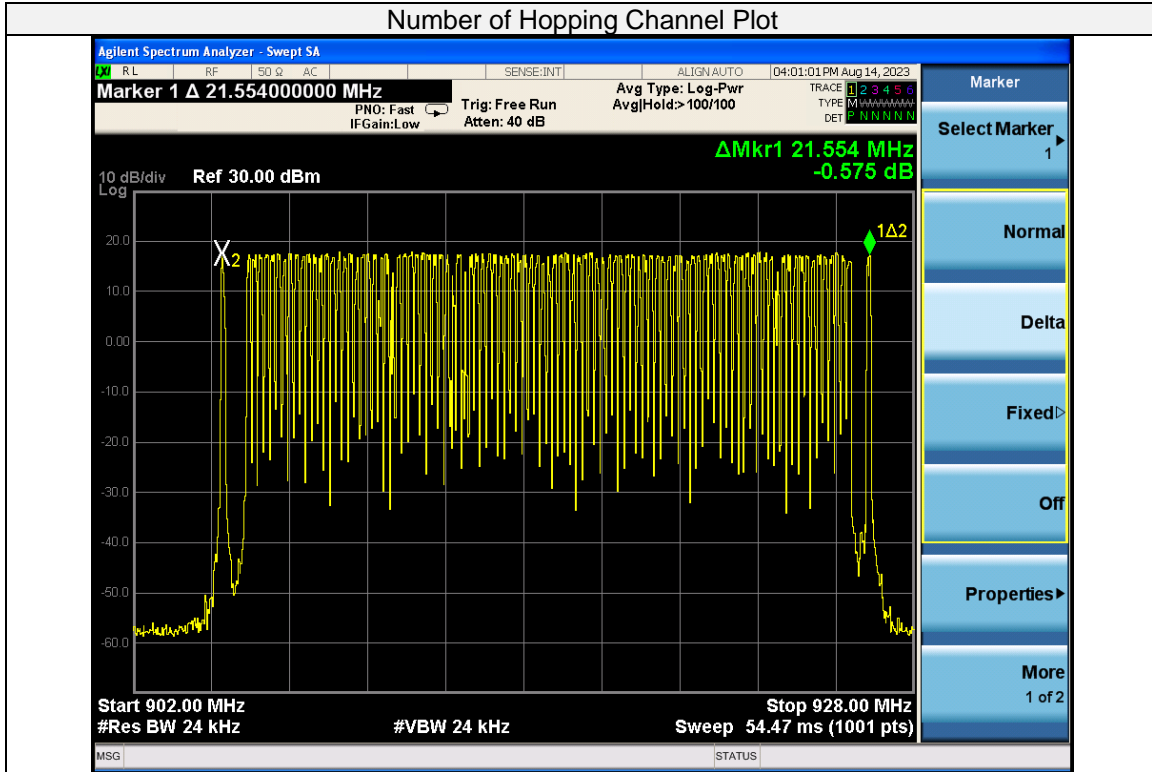 Number of Hopping Channel Plot
Agilent Spectrum Analyzer - Swept SA
LXI RL RF 50 Ω AC SENSE:INT ALIGN AUTO 04:01:01 PM Aug 14, 2023
Marker 1 Δ 21.554000000 MHz
PNO: Fast
IFGain:Low
Trig: Free Run
Atten: 40 dB
Avg Type: Log-Pwr
Avg|Hold:>100/100
TRACE 1 2 3 4 5 6
TYPE M
DET P N N N N N
ΔMkr1 21.554 MHz
-0.575 dB
10 dB/div Ref 30.00 dBm
Log
20.0
10.0
0.00
-10.0
-20.0
-30.0
-40.0
-50.0
-60.0
X2
1Δ2
Start 902.00 MHz Stop 928.00 MHz
#Res BW 24 kHz #VBW 24 kHz Sweep 54.47 ms (1001 pts)
MSG STATUS
Marker
Select Marker
1
Normal
Delta
Fixed
Off
Properties
More
1 of 2